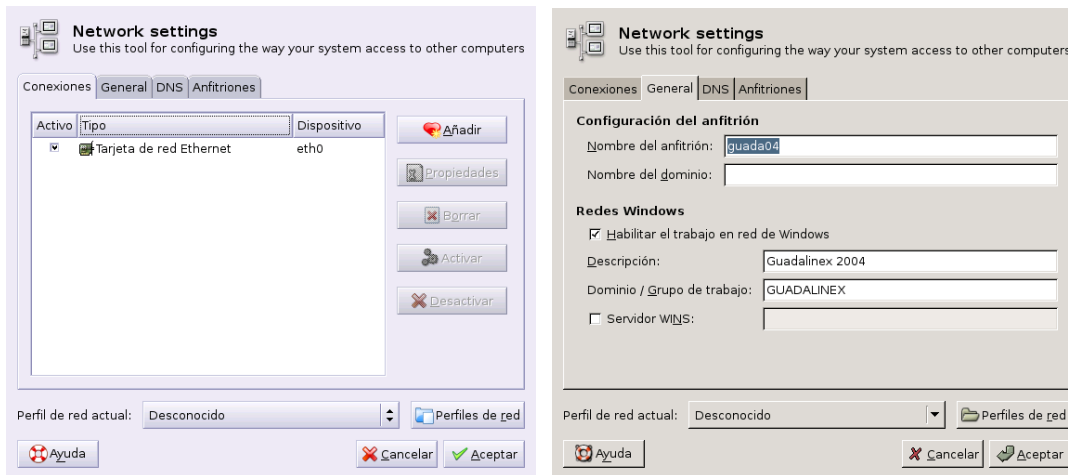 Network settings
Use this tool for configuring the way your system access to other computers
Conexiones General DNS Anfitriones
Activo Tipo Dispositivo
Tarjeta de red Ethernet eth0
Añadir
Propiedades
Borrar
Activar
Desactivar
Perfil de red actual: Desconocido Perfiles de red
Ayuda Cancelar Aceptar
Network settings
Use this tool for configuring the way your system access to other computers
Conexiones General DNS Anfitriones
Configuración del anfitrión
Nombre del anfitrión: guada04
Nombre del dominio:
Redes Windows
Habilitar el trabajo en red de Windows
Descripción: Guadalinex 2004
Dominio / Grupo de trabajo: GUADALINEX
Servidor WINS:
Perfil de red actual: Desconocido Perfiles de red
Ayuda Cancelar Aceptar